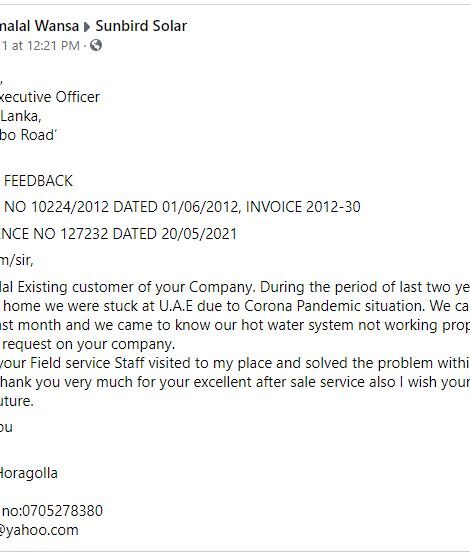 malal Wansa ▸ Sunbird Solar
1 at 12:21 PM ·
,
xecutive Officer
Lanka,
bo Road'
FEEDBACK
NO 10224/2012 DATED 01/06/2012, INVOICE 2012-30
NCE NO 127232 DATED 20/05/2021
m/sir,
lal Existing customer of your Company. During the period of last two ye
home we were stuck at U.A.E due to Corona Pandemic situation. We ca
ast month and we came to know our hot water system not working prop
request on your company.
your Field service Staff visited to my place and solved the problem withi
hank you very much for your excellent after sale service also I wish your
uture.
ou
Horagolla
no:0705278380
@yahoo.com